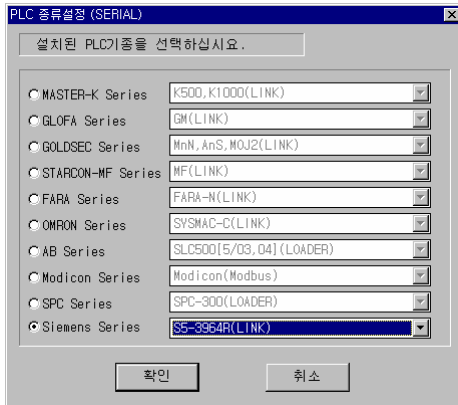 PLC 종류설정 (SERIAL)
설치된 PLC기종을 선택하십시요.
MASTER-K Series K500,K1000(LINK)
GLOFA Series GM(LINK)
GOLDSEC Series MnN,AnS,MOJ2(LINK)
STARCON-MF Series MF(LINK)
FARA Series FARA-N(LINK)
OMRON Series SYSMAC-C(LINK)
AB Series SLC500[5/03,04](LOADER)
Modicon Series Modicon(Modbus)
SPC Series SPC-300(LOADER)
Siemens Series S5-3964R(LINK)
확인 취소